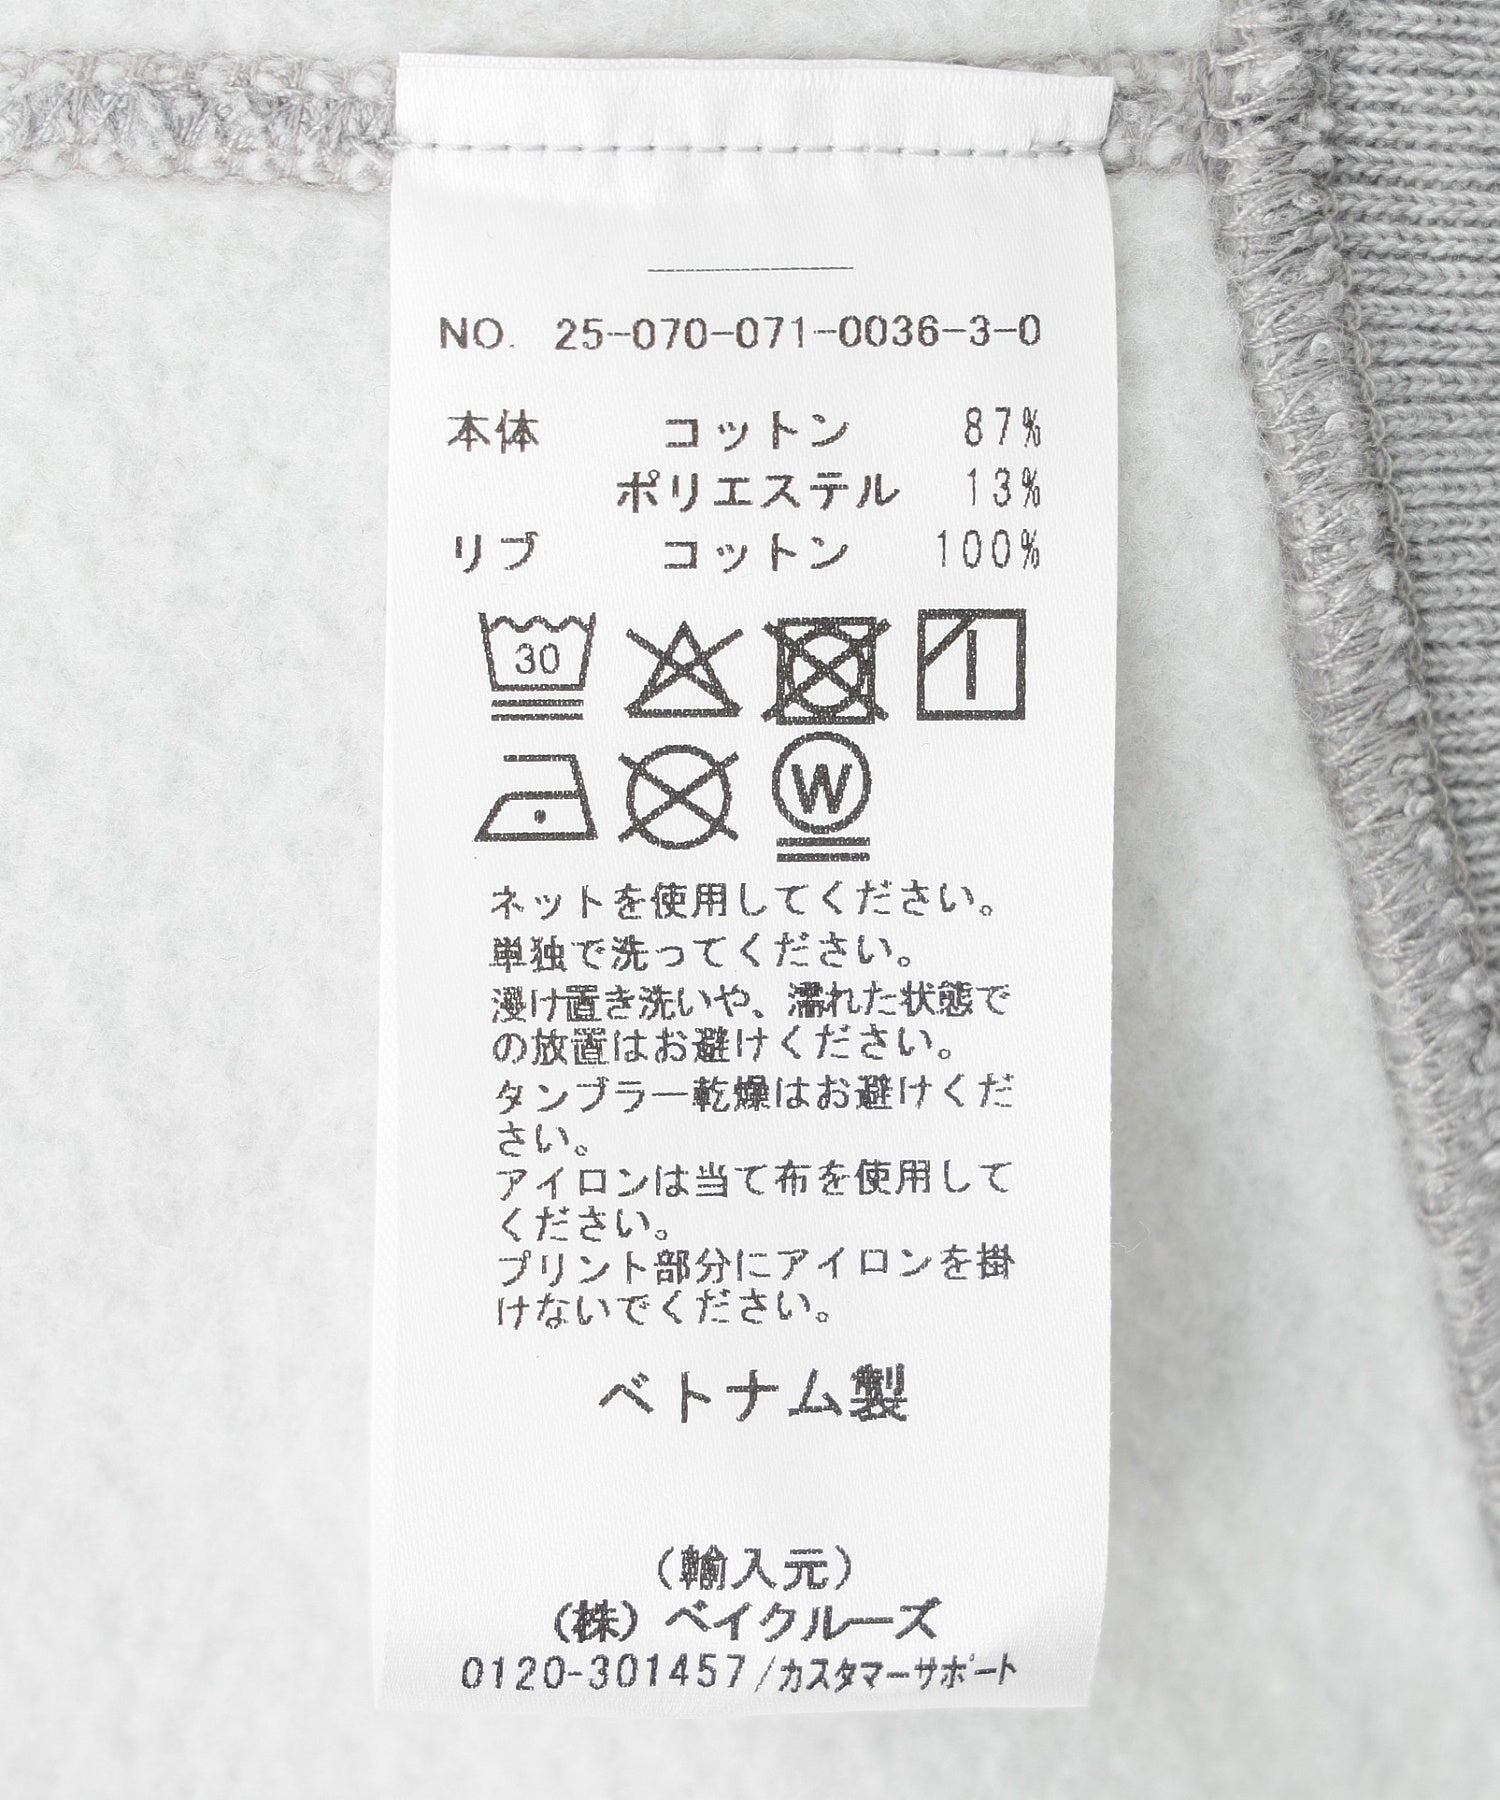 NO. 25-070-071-0036-3-0
本体 コットン 87%
ポリエステル 13%
リブ コットン 100%
30
W
ネットを使用してください。
単独で洗ってください。
浸け置き洗いや、濡れた状態で
の放置はお避けください。
タンブラー乾燥はお避けくだ
さい。
アイロンは当て布を使用して
ください。
プリント部分にアイロンを掛
けないでください。
ベトナム製
(輸入元)
(株) ベイクルーズ
0120-301457/カスタマーサポート